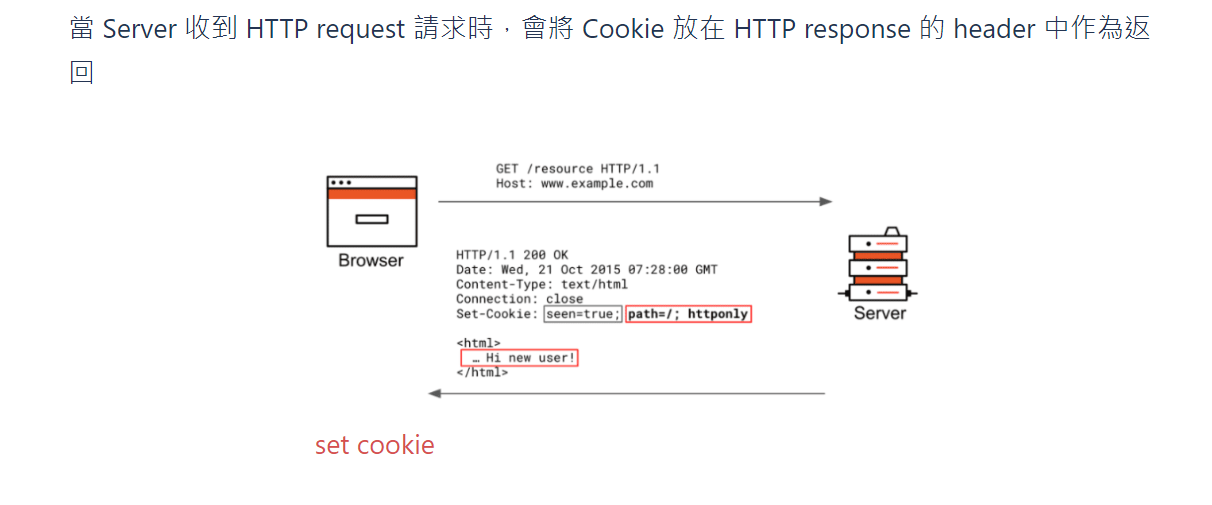 當 Server 收到 HTTP request 請求時，會將 Cookie 放在 HTTP response 的 header 中作為返
回
GET /resource HTTP/1.1
Host: www.example.com
Browser
HTTP/1.1 200 OK
Date: Wed, 21 Oct 2015 07:28:00 GMT
Content-Type: text/html
Connection: close
Set-Cookie: seen=true; path=/; httponly
<html>
… Hi new user!
</html>
Server
set cookie